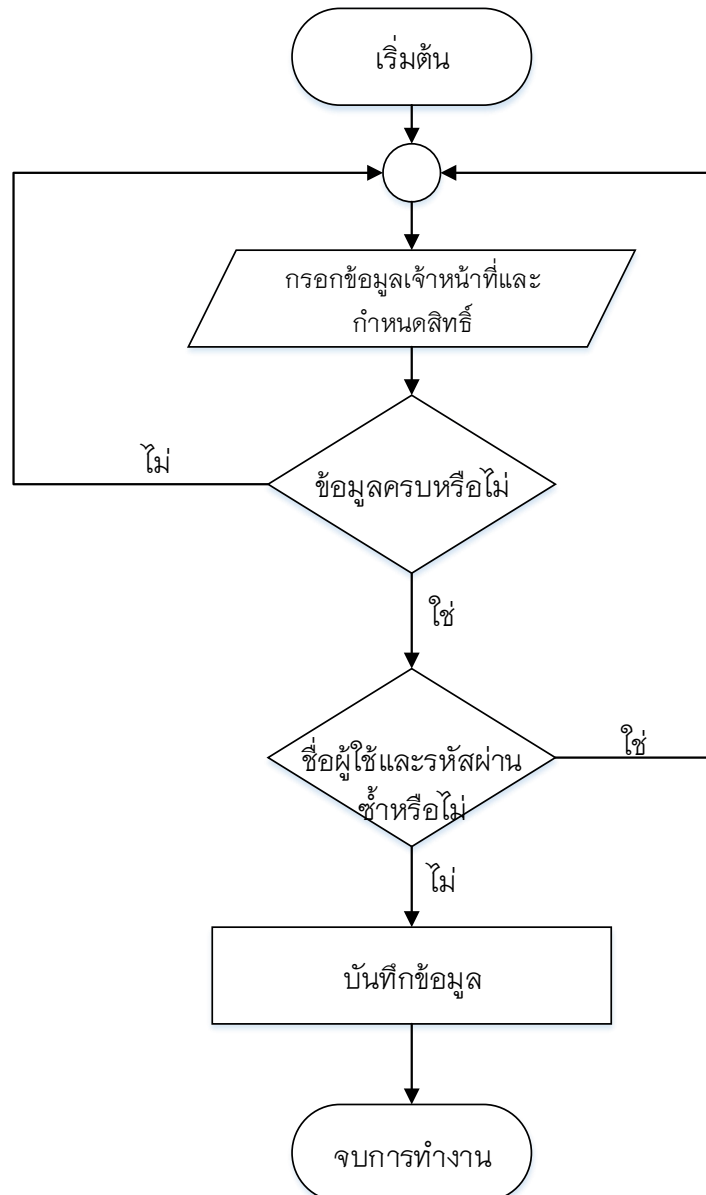 เริ่มต้น
กรอกข้อมูลเจ้าหน้าที่และ
กำหนดสิทธิ์
ไม่
ข้อมูลครบหรือไม่
ใช่
ชื่อผู้ใช้และรหัสผ่าน
ซ้ำหรือไม่
ใช่
ไม่
บันทึกข้อมูล
จบการทำงาน